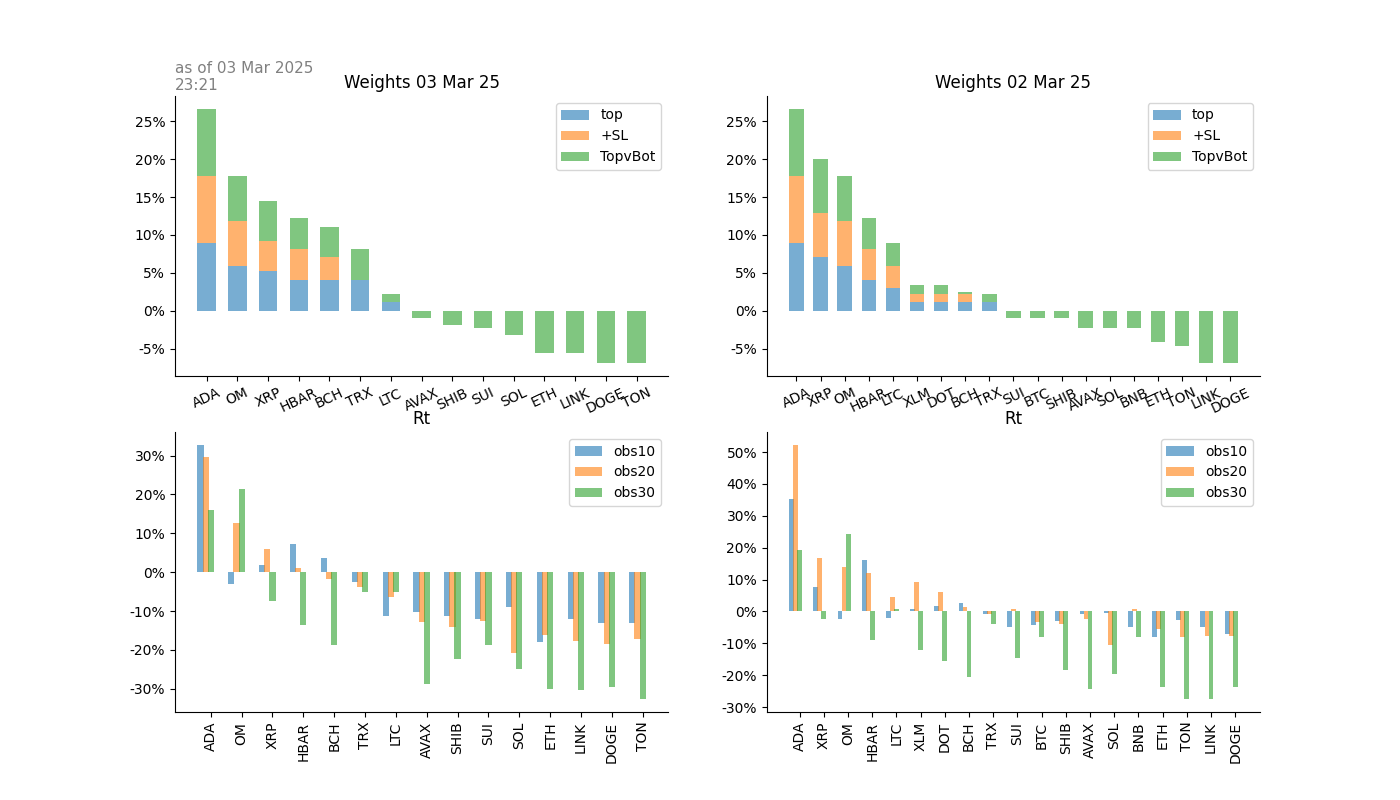 as of 03 Mar 2025
23:21
Weights 03 Mar 25
25%
20%
15%
10%
5%
0%
-5%
top
+SL
TopvBot
ADA OM XRP HBAR BCH TRX LTC AVAX SHIB SUI SOL ETH LINK DOGE TON
Weights 02 Mar 25
25%
20%
15%
10%
5%
0%
-5%
top
+SL
TopvBot
ADA XRP OM HBAR LTC XLM DOT BCH TRX SUI BTC SHIB AVAX SOL BNB ETH TON LINK DOGE
Rt
30%
20%
10%
0%
-10%
-20%
-30%
obs10
obs20
obs30
ADA OM XRP HBAR BCH TRX LTC AVAX SHIB SUI SOL ETH LINK DOGE TON
Rt
50%
40%
30%
20%
10%
0%
-10%
-20%
-30%
obs10
obs20
obs30
ADA XRP OM HBAR LTC XLM DOT BCH TRX SUI BTC SHIB AVAX SOL BNB ETH TON LINK DOGE